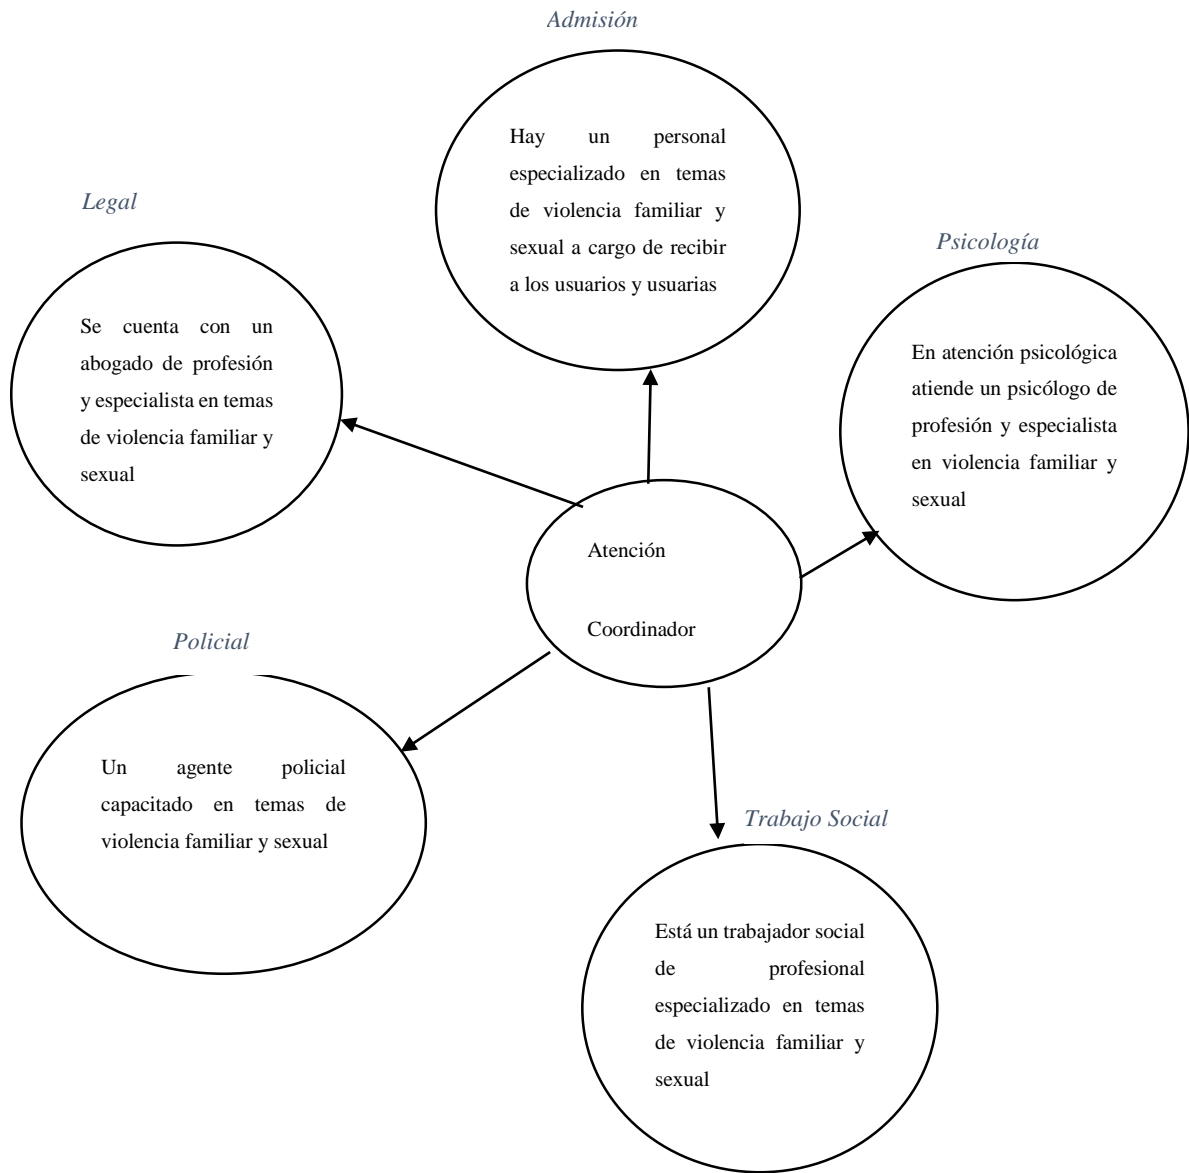 Admisión
Hay un personal
especializado en temas
de violencia familiar y
sexual a cargo de recibir
a los usuarios y usuarias
Legal
Se cuenta con un
abogado de profesión
y especialista en temas
de violencia familiar y
sexual
Psicología
En atención psicológica
atiende un psicólogo de
profesión y especialista
en violencia familiar y
sexual
Atención
Coordinador
Policial
Un agente policial
capacitado en temas de
violencia familiar y sexual
Trabajo Social
Está un trabajador social
de profesional
especializado en temas
de violencia familiar y
sexual